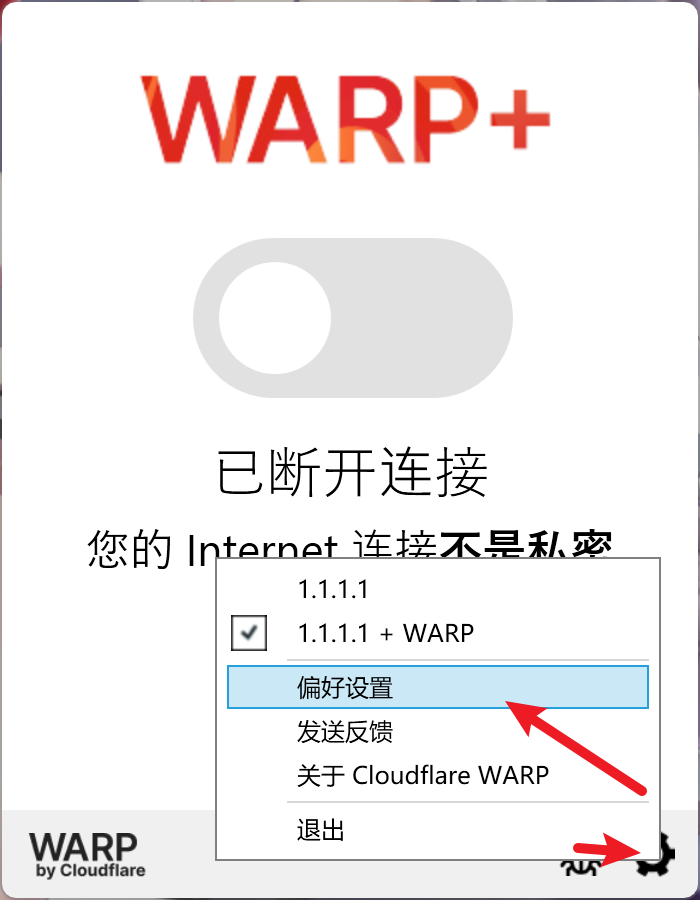 WARP+
已断开连接
您的 Internet 连接不是私密
1.1.1.1
1.1.1.1 + WARP
偏好设置
发送反馈
关于 Cloudflare WARP
退出
WARP
by Cloudflare